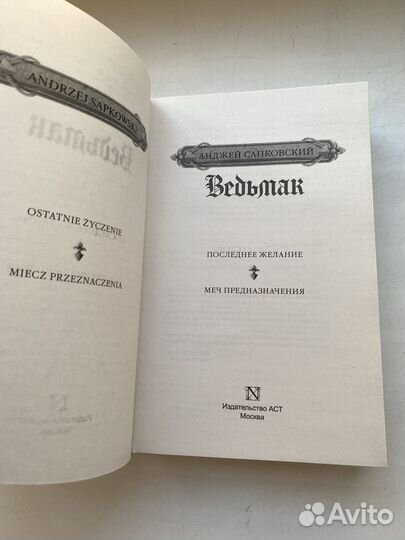 ANDRZEJ SAPKOWSKI
OSTATNIE ŻYCZENIE
MIECZ PRZEZNACZENIA
АНДЖЕЙ САПКОВСКИЙ
Ведьмак
ПОСЛЕДНЕЕ ЖЕЛАНИЕ
МЕЧ ПРЕДНАЗНАЧЕНИЯ
N
Издательство АСТ
Москва
Avito